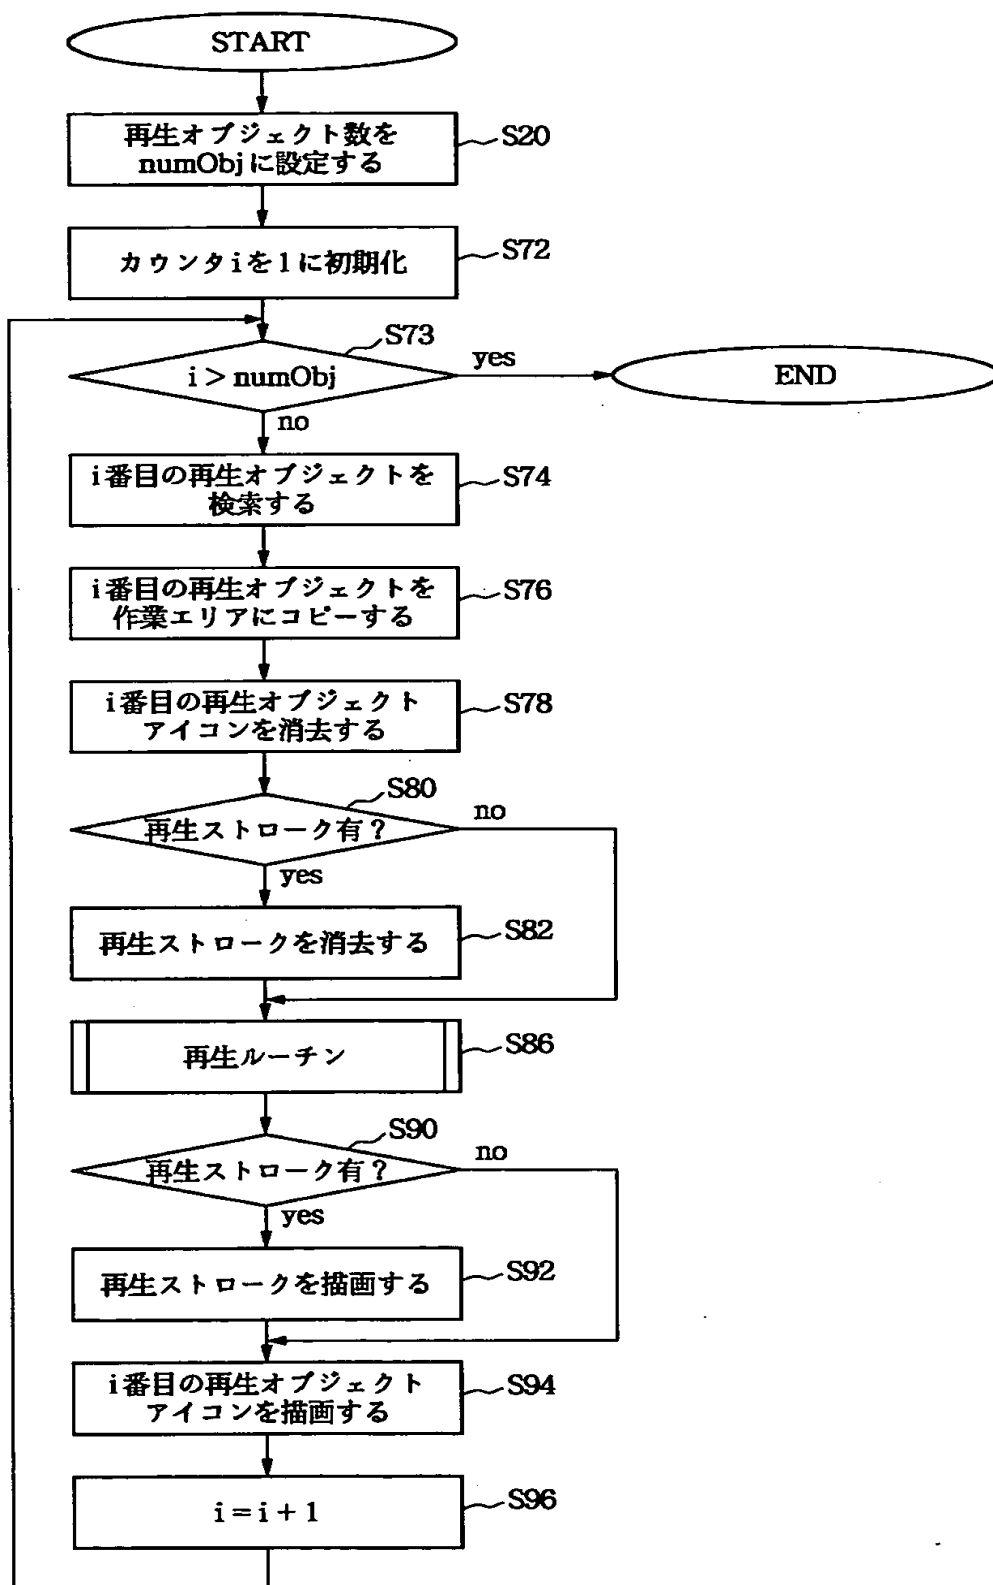 START
再生オブジェクト数を
numObjに設定する
S20
カウンタiを1に初期化
S72
S73
i > numObj
yes
END
no
i番目の再生オブジェクトを
検索する
S74
i番目の再生オブジェクトを
作業エリアにコピーする
S76
i番目の再生オブジェクト
アイコンを消去する
S78
S80
再生ストローク有?
no
yes
再生ストロークを消去する
S82
再生ルーチン
S86
S90
再生ストローク有?
no
yes
再生ストロークを描画する
S92
i番目の再生オブジェクト
アイコンを描画する
S94
i = i + 1
S96